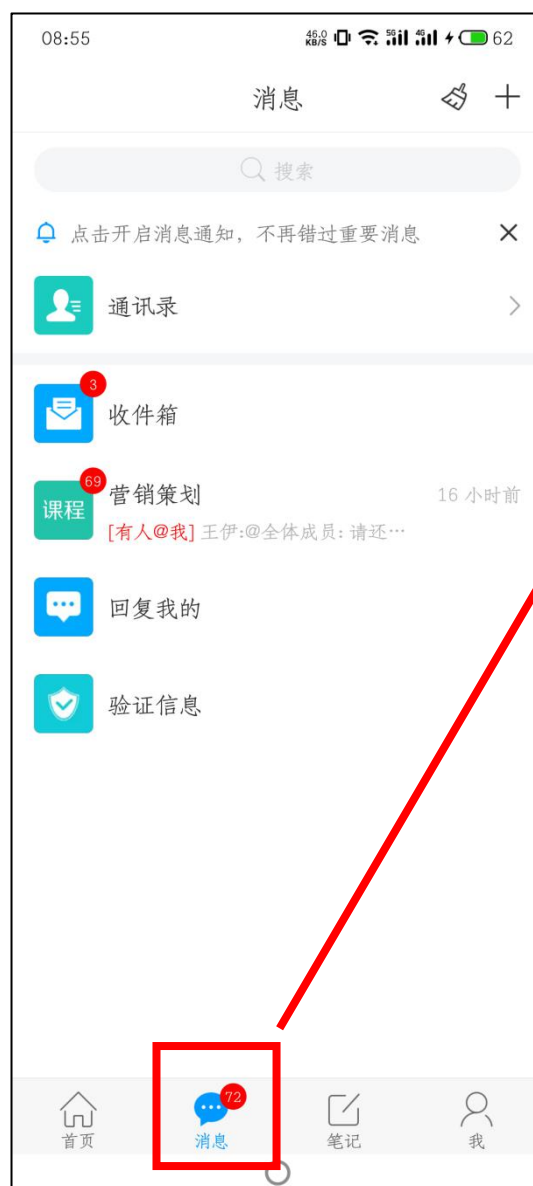 08:55
46.0 KB/S 5G 4G 62
消息
搜索
点击开启消息通知，不再错过重要消息
通讯录
3
收件箱
69
课程
营销策划
16 小时前
[有人@我] 王伊:@全体成员: 请还…
回复我的
验证信息
72
首页
消息
笔记
我